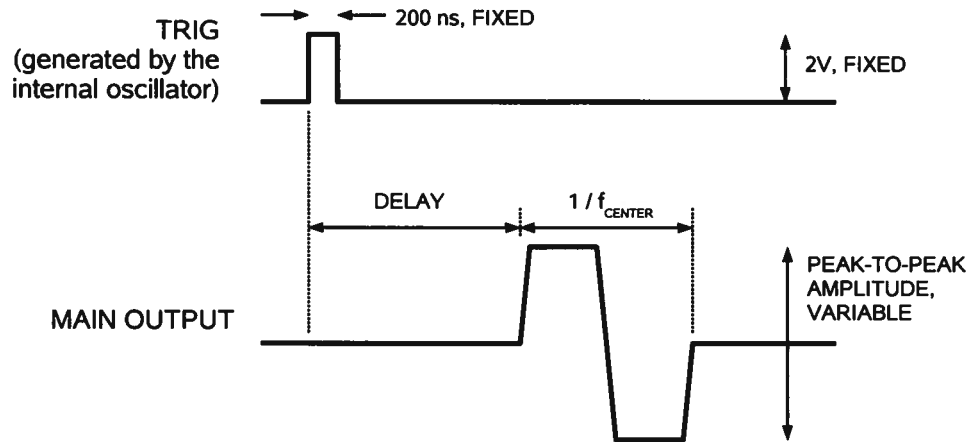 TRIG
(generated by the
internal oscillator)
200 ns, FIXED
2V, FIXED
DELAY
1 / fCENTER
MAIN OUTPUT
PEAK-TO-PEAK
AMPLITUDE,
VARIABLE